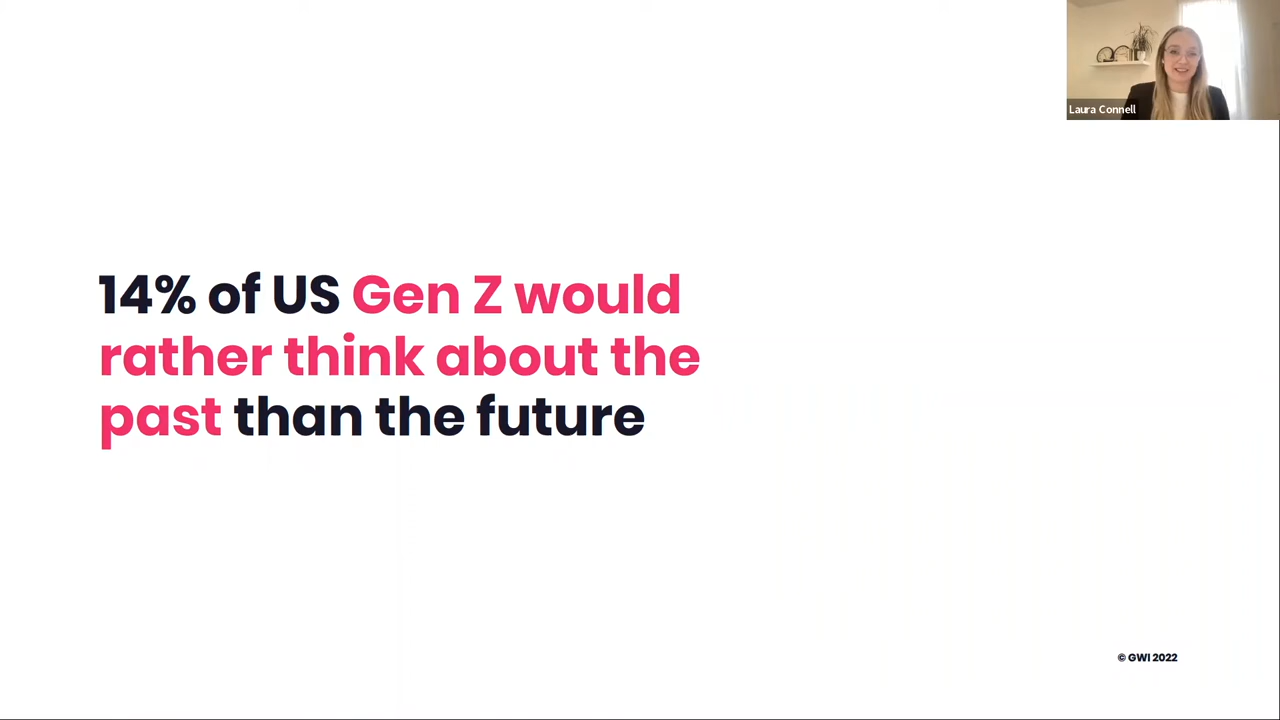 Laura Connell
14% of US Gen Z would
rather think about the
past than the future
© GWI 2022